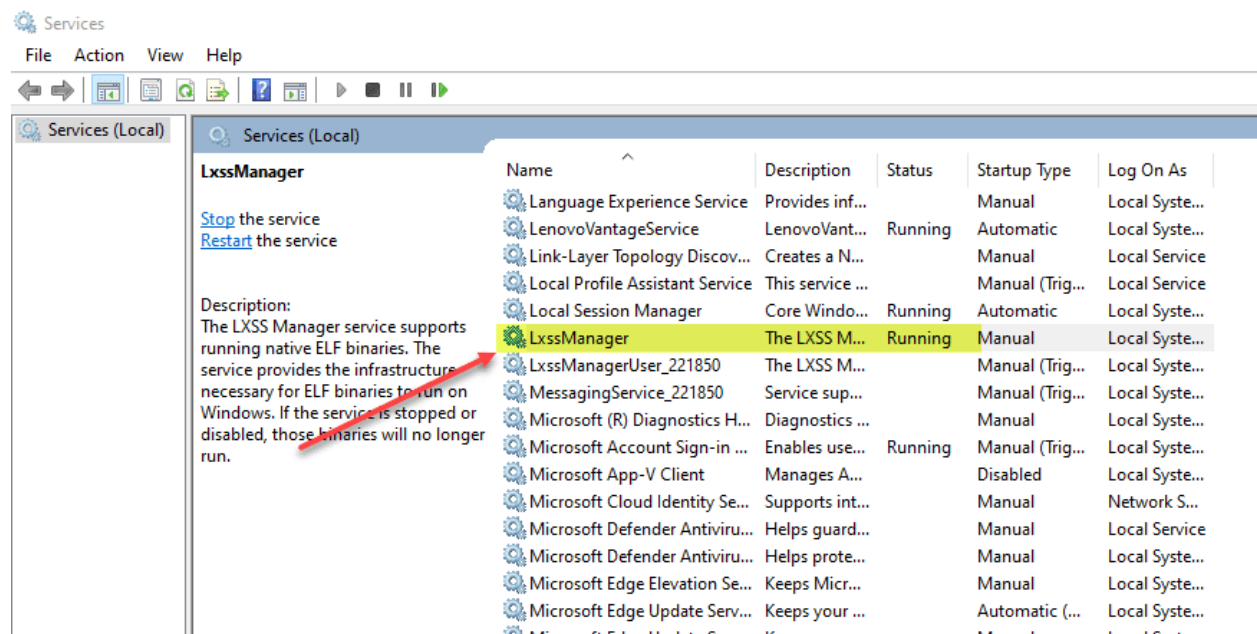 Services
File Action View Help
Services (Local)
Services (Local)
LxssManager
Stop the service
Restart the service
Description:
The LXSS Manager service supports
running native ELF binaries. The
service provides the infrastructure
necessary for ELF binaries to run on
Windows. If the service is stopped or
disabled, those binaries will no longer
run.
Name Description Status Startup Type Log On As
Language Experience Service Provides inf... Manual Local Syste...
LenovoVantageService LenovoVant... Running Automatic Local Syste...
Link-Layer Topology Discov... Creates a N... Manual Local Service
Local Profile Assistant Service This service ... Manual (Trig... Local Service
Local Session Manager Core Windo... Running Automatic Local Syste...
LxssManager The LXSS M... Running Manual Local Syste...
LxssManagerUser_221850 The LXSS M... Manual (Trig... Local Syste...
MessagingService_221850 Service sup... Manual (Trig... Local Syste...
Microsoft (R) Diagnostics H... Diagnostics ... Manual Local Syste...
Microsoft Account Sign-in ... Enables use... Running Manual (Trig... Local Syste...
Microsoft App-V Client Manages A... Disabled Local Syste...
Microsoft Cloud Identity Se... Supports int... Manual Network S...
Microsoft Defender Antiviru... Helps guard... Manual Local Service
Microsoft Defender Antiviru... Helps prote... Manual Local Syste...
Microsoft Edge Elevation Se... Keeps Micr... Manual Local Syste...
Microsoft Edge Update Serv... Keeps your ... Automatic (... Local Syste...